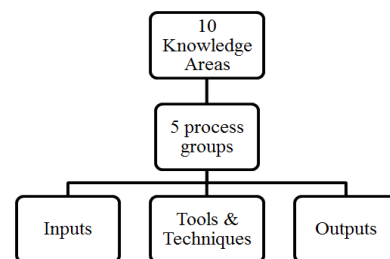 10
Knowledge
Areas
5 process
groups
Inputs
Tools &
Techniques
Outputs